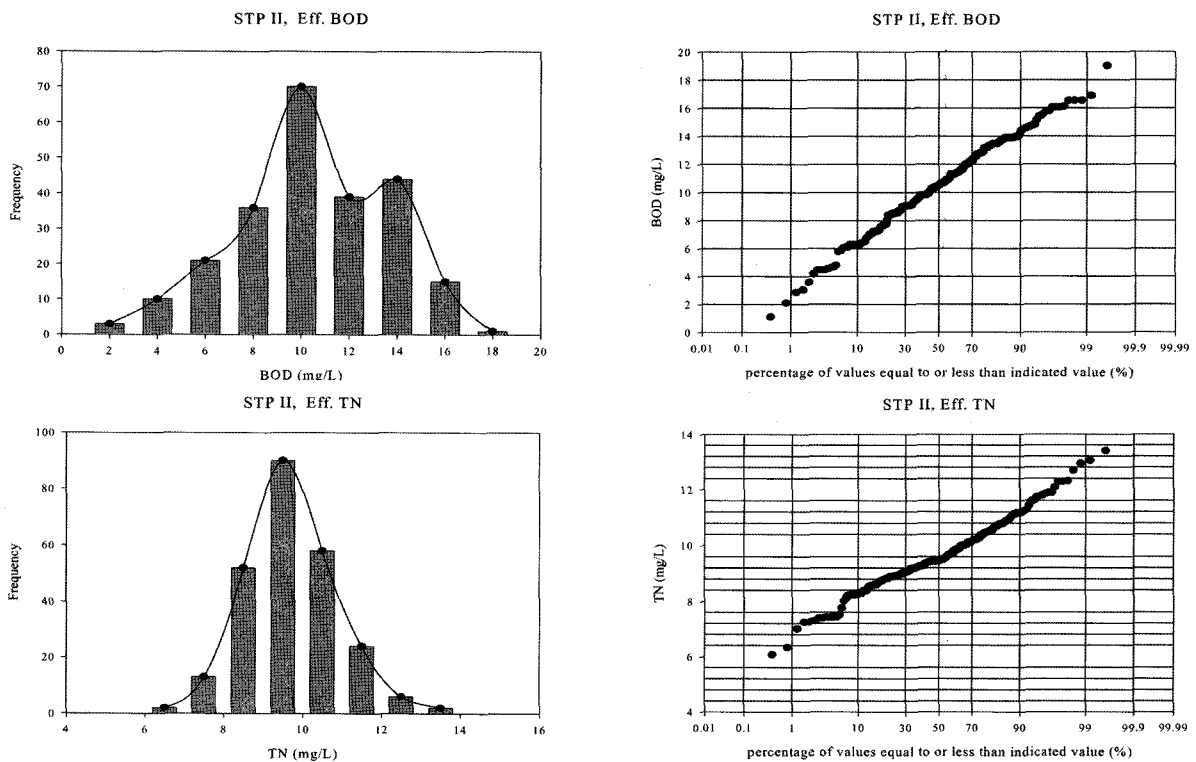 STP II, Eff. BOD
80
70
60
50
40
30
20
10
0
Frequency
0 2 4 6 8 10 12 14 16 18 20
BOD (mg/L)
STP II, Eff. BOD
20
18
16
14
12
10
8
6
4
2
0
BOD (mg/L)
0.01 0.1 1 10 30 50 70 90 99 99.9 99.99
percentage of values equal to or less than indicated value (%)
STP II, Eff. TN
100
80
60
40
20
0
Frequency
4 6 8 10 12 14 16
TN (mg/L)
STP II, Eff. TN
14
12
10
8
6
4
TN (mg/L)
0.01 0.1 1 10 30 50 70 90 99 99.9 99.99
percentage of values equal to or less than indicated value (%)